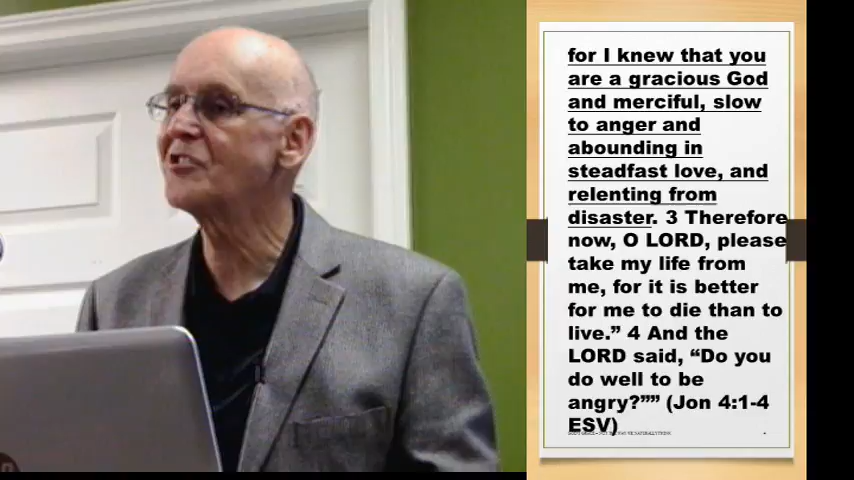 for I knew that you
are a gracious God
and merciful, slow
to anger and
abounding in
steadfast love, and
relenting from
disaster. 3 Therefore
now, O LORD, please
take my life from
me, for it is better
for me to die than to
live.” 4 And the
LORD said, “Do you
do well to be
angry?”” (Jon 4:1-4
ESV)